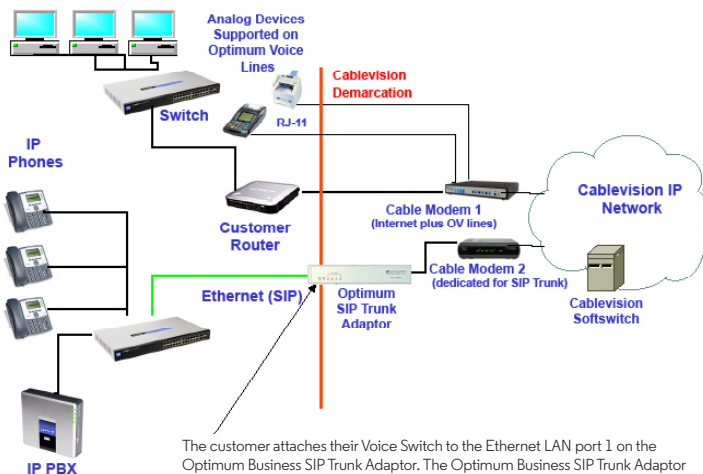 Analog Devices
Supported on
Optimum Voice
Lines
Cablevision
Demarcation
Switch
RJ-11
IP
Phones
Customer
Router
Cable Modem 1
(Internet plus OV lines)
Cablevision IP
Network
Ethernet (SIP)
Optimum
SIP Trunk
Adaptor
Cable Modem 2
(dedicated for SIP Trunk)
Cablevision
Softswitch
IP PBX
The customer attaches their Voice Switch to the Ethernet LAN port 1 on the
Optimum Business SIP Trunk Adaptor. The Optimum Business SIP Trunk Adaptor